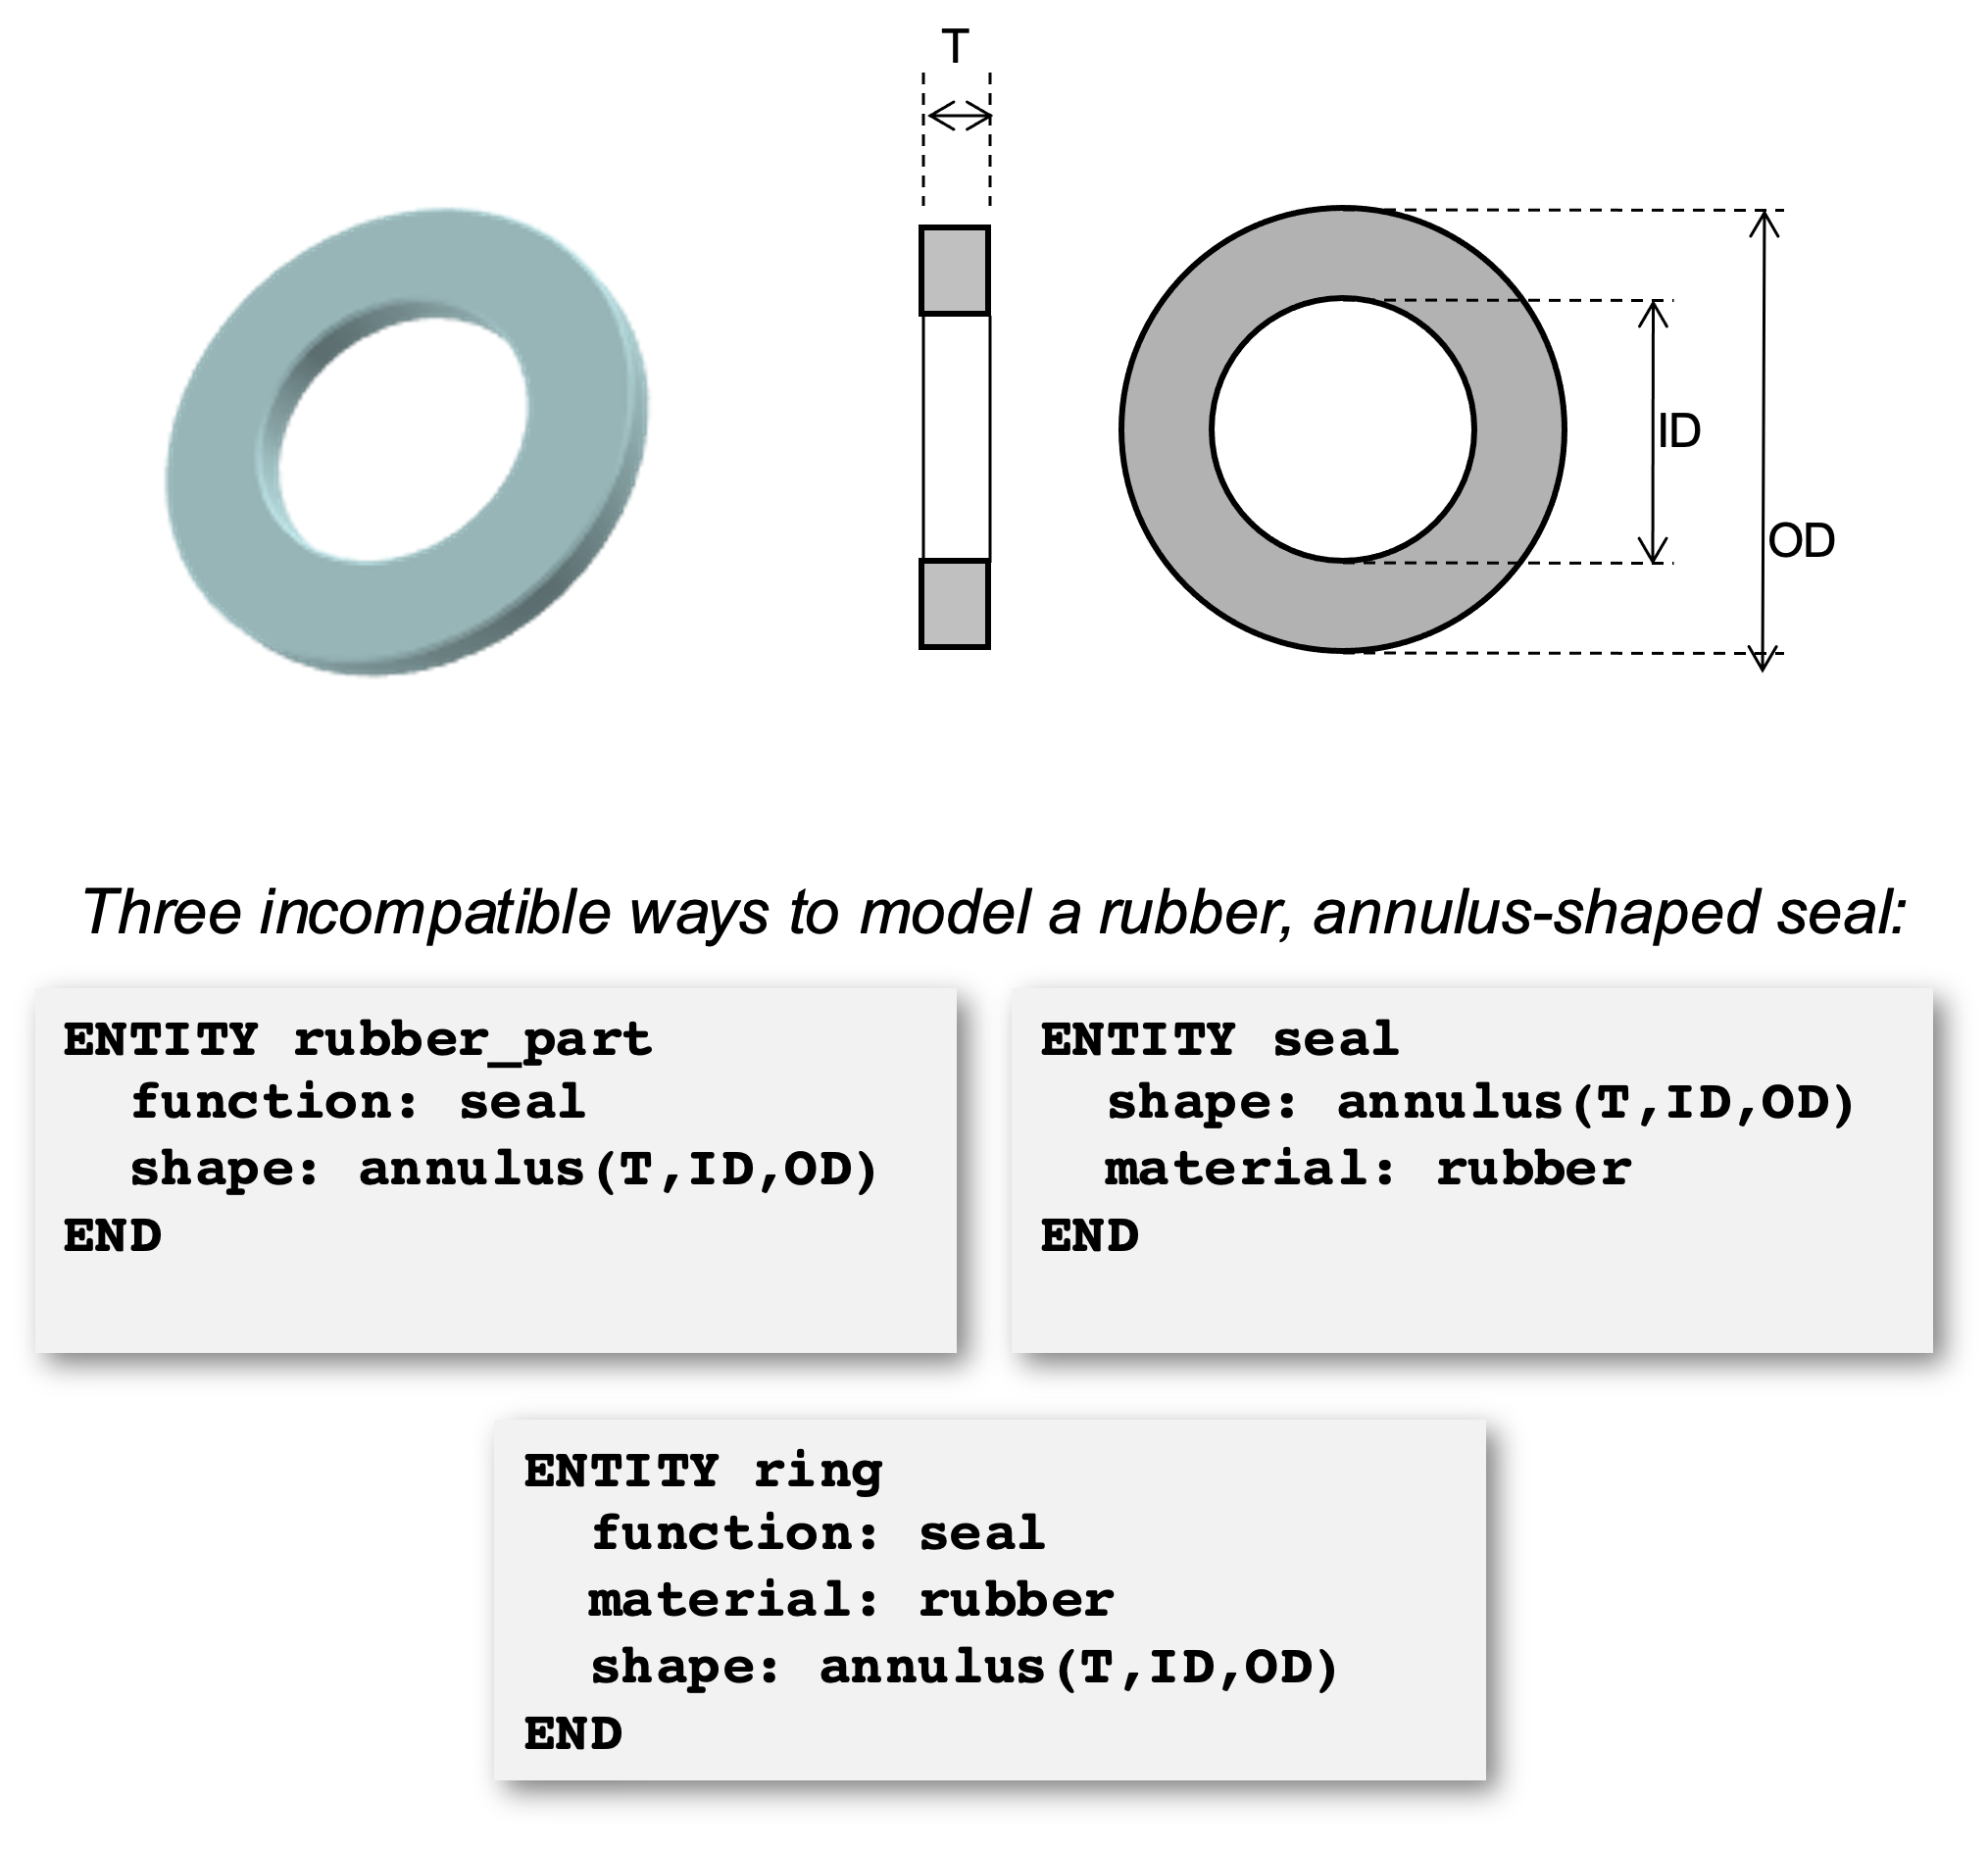 T
ID
OD
Three incompatible ways to model a rubber, annulus-shaped seal:
ENTITY rubber_part
function: seal
shape: annulus(T,ID,OD)
END
ENTITY seal
shape: annulus(T,ID,OD)
material: rubber
END
ENTITY ring
function: seal
material: rubber
shape: annulus(T,ID,OD)
END